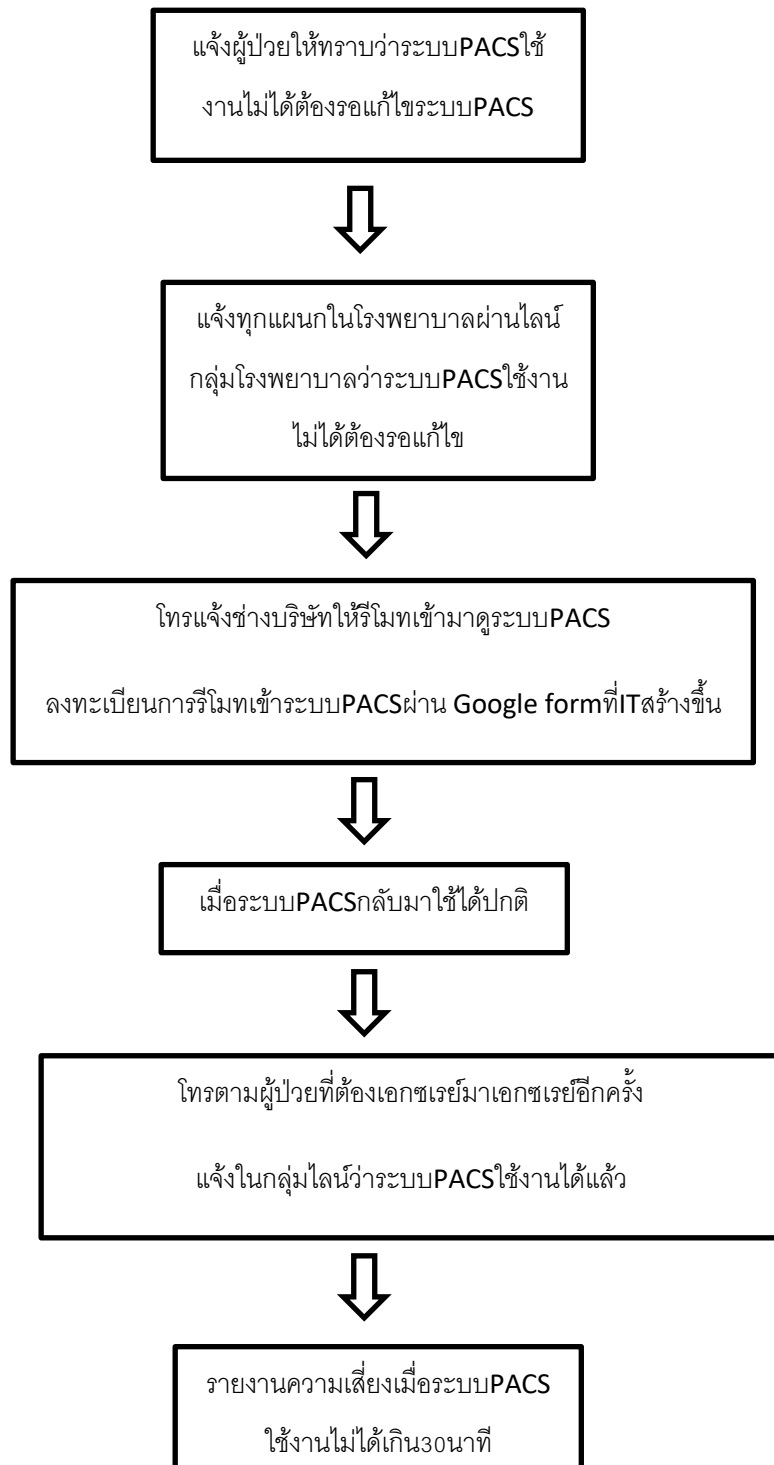 แจ้งผู้ป่วยให้ทราบว่าระบบPACSใช้
งานไม่ได้ต้องรอแก้ไขระบบPACS
แจ้งทุกแผนกในโรงพยาบาลผ่านไลน์
กลุ่มโรงพยาบาลว่าระบบPACSใช้งาน
ไม่ได้ต้องรอแก้ไข
โทรแจ้งช่างบริษัทให้รีโมทเข้ามาดูระบบPACS
ลงทะเบียนการรีโมทเข้าระบบPACSผ่าน Google formที่ITสร้างขึ้น
เมื่อระบบPACSกลับมาใช้ได้ปกติ
โทรตามผู้ป่วยที่ต้องเอกซเรย์มาเอกซเรย์อีกครั้ง
แจ้งในกลุ่มไลน์ว่าระบบPACSใช้งานได้แล้ว
รายงานความเสี่ยงเมื่อระบบPACS
ใช้งานไม่ได้เกิน30นาที